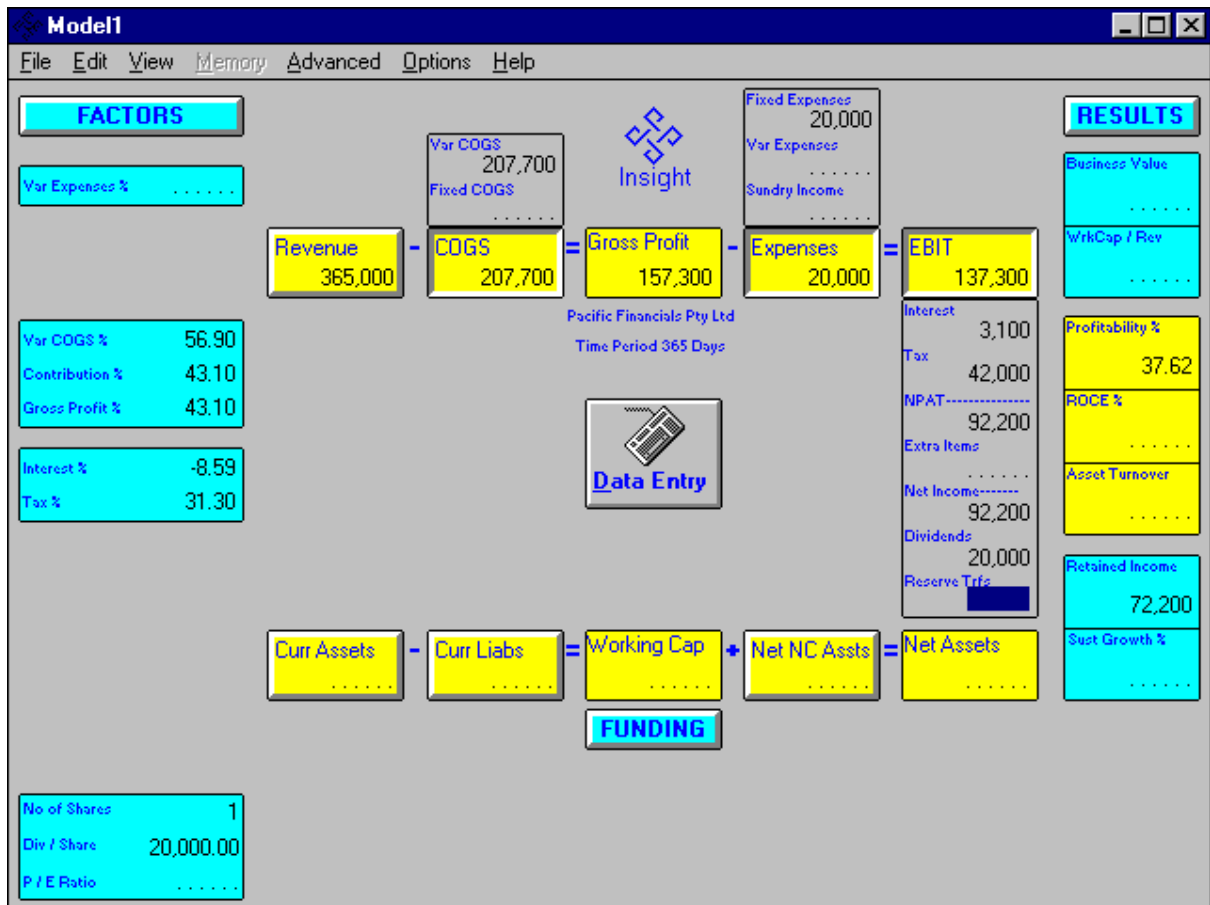 Model1
File Edit View Memory Advanced Options Help
FACTORS
Var Expenses % . . . . . .
Var COGS
207,700
Fixed COGS
. . . . . .
Insight
Fixed Expenses
20,000
Var Expenses
. . . . . .
Sundry Income
. . . . . .
RESULTS
Business Value
. . . . . .
WrkCap / Rev
. . . . . .
Revenue - COGS = Gross Profit - Expenses = EBIT
365,000 207,700 157,300 20,000 137,300
Pacific Financials Pty Ltd
Time Period 365 Days
Var COGS % 56.90
Contribution % 43.10
Gross Profit % 43.10
Interest % -8.59
Tax % 31.30
Data Entry
Interest
3,100
Tax
42,000
NPAT---------------
92,200
Extra Items
. . . . . .
Net Income-------
92,200
Dividends
20,000
Reserve Trfs
Profitability %
37.62
ROCE %
. . . . . .
Asset Turnover
. . . . . .
Retained Income
72,200
Sust Growth %
. . . . . .
Curr Assets - Curr Liabs = Working Cap + Net NC Assts = Net Assets
. . . . . . . . . . . . . . . . . . . . . . . . . . . . . .
FUNDING
No of Shares 1
Div / Share 20,000.00
P / E Ratio . . . . . .